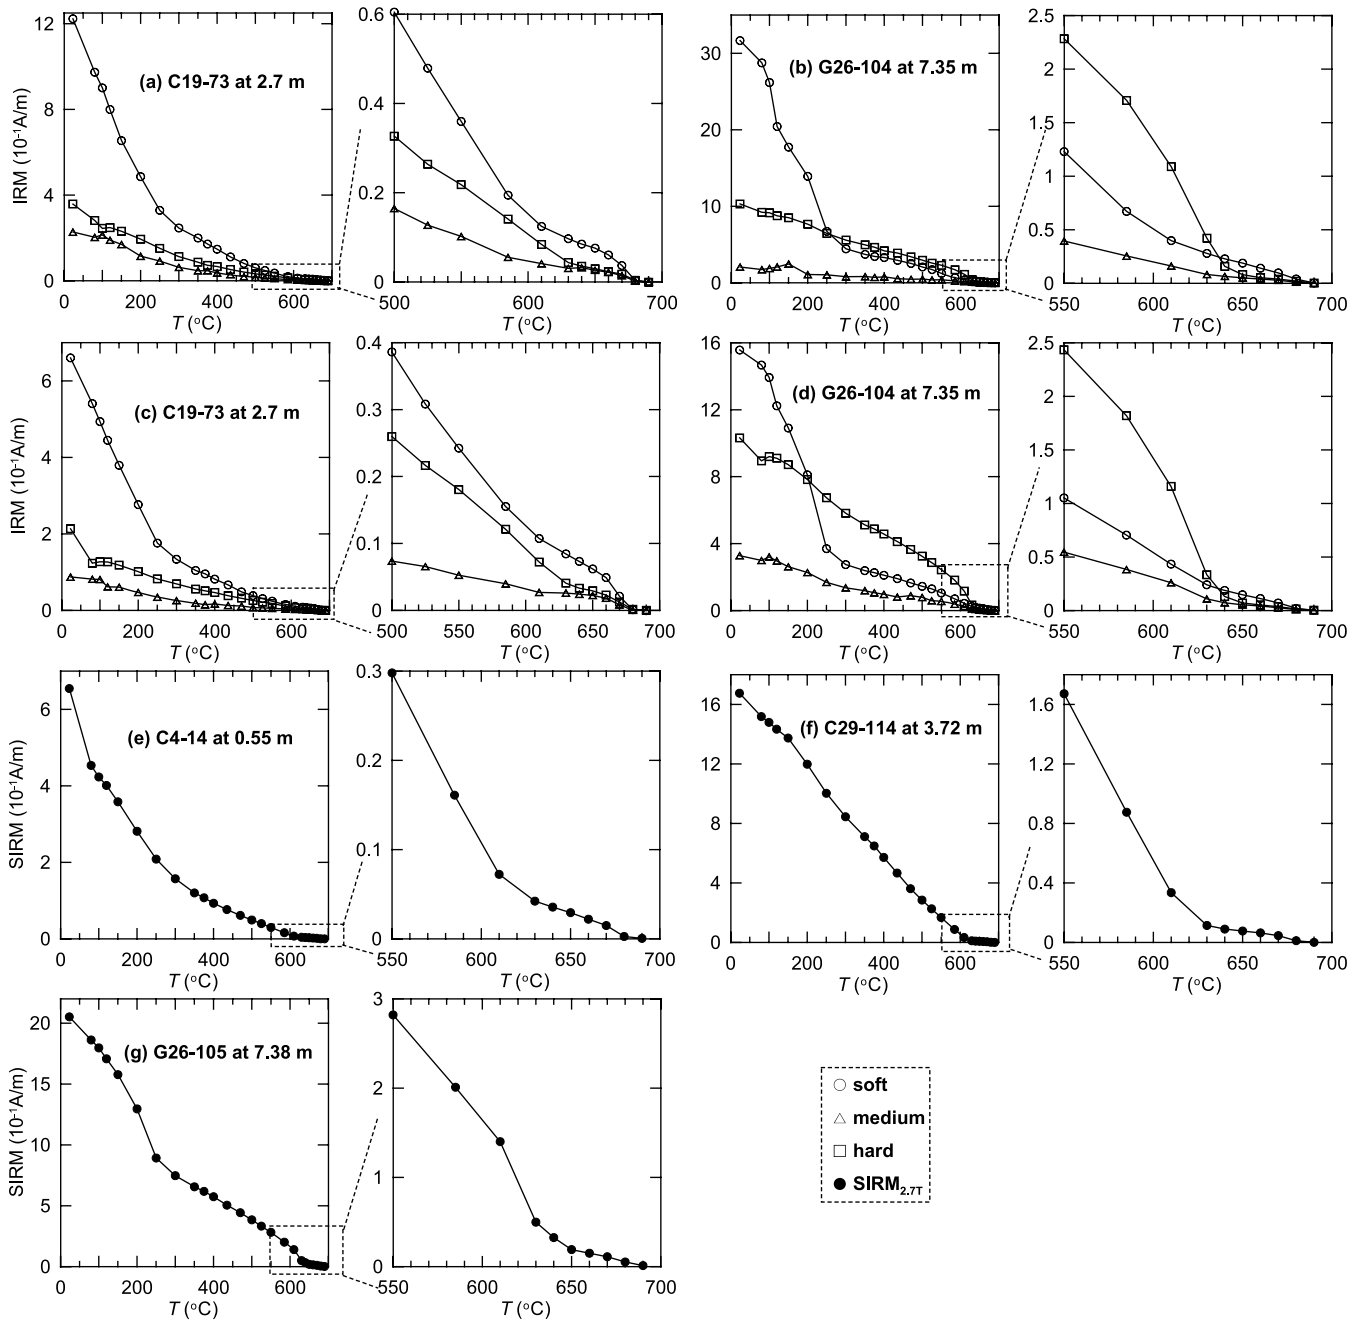 (a) C19-73 at 2.7 m
IRM (10⁻¹A/m)
12
8
4
0
0 200 400 600
T (°C)
0.6
0.4
0.2
0
500 550 600 650 700
T (°C)
(b) G26-104 at 7.35 m
30
20
10
0
0 200 400 600
T (°C)
2.5
2
1.5
1
0.5
0
550 600 650 700
T (°C)
(c) C19-73 at 2.7 m
IRM (10⁻¹A/m)
6
4
2
0
0 200 400 600
T (°C)
0.4
0.3
0.2
0.1
0
500 550 600 650 700
T (°C)
(d) G26-104 at 7.35 m
16
12
8
4
0
0 200 400 600
T (°C)
2.5
2
1.5
1
0.5
0
550 600 650 700
T (°C)
(e) C4-14 at 0.55 m
SIRM (10⁻¹A/m)
6
4
2
0
0 200 400 600
T (°C)
0.3
0.2
0.1
0
550 600 650 700
T (°C)
(f) C29-114 at 3.72 m
16
12
8
4
0
0 200 400 600
T (°C)
1.6
1.2
0.8
0.4
0
550 600 650 700
T (°C)
(g) G26-105 at 7.38 m
SIRM (10⁻¹A/m)
20
15
10
5
0
0 200 400 600
T (°C)
3
2
1
0
550 600 650 700
T (°C)
soft
medium
hard
SIRM₂.₇T